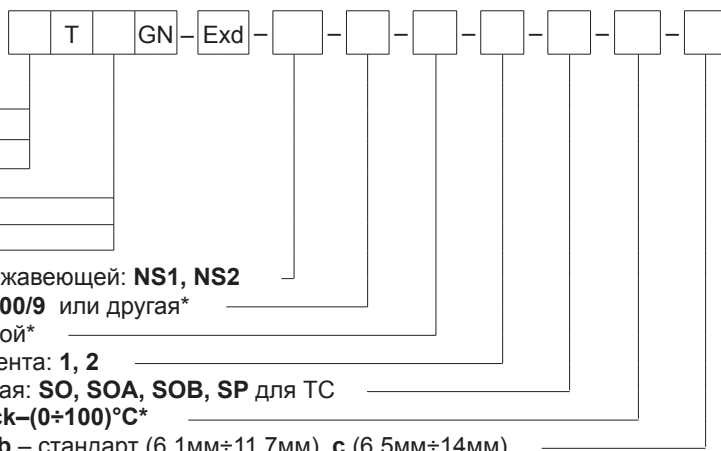 T GN – Exd – – – – – – –
жавеющей: NS1, NS2
00/9 или другая*
ой*
ента: 1, 2
ая: SO, SOA, SOB, SP для ТС
ck–(0÷100)°C*
b – стандарт (6,1мм÷11,7мм), c (6,5мм÷14мм)